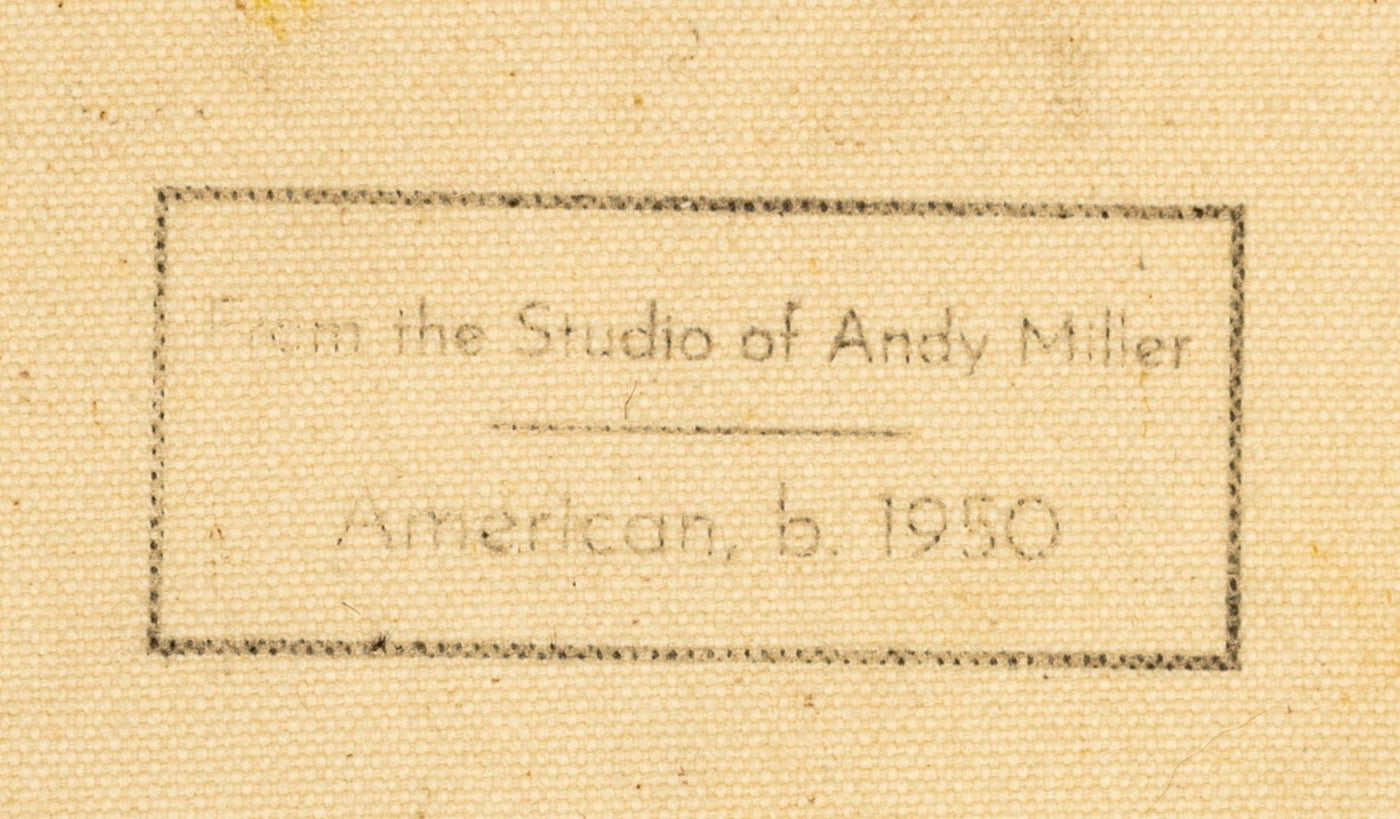 From the Studio of Andy Miller
American, b. 1950